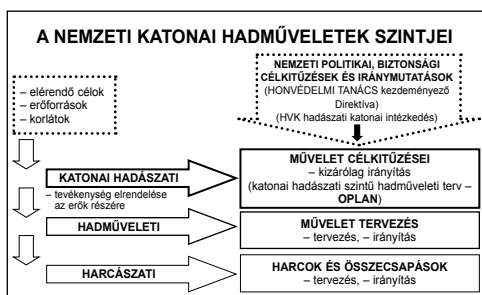 A NEMZETI KATONAI HADMŰVELETEK SZINTJEI
NEMZETI POLITIKAI, BIZTONSÁGI
CÉLKITŰZÉSEK ÉS IRÁNYMUTATÁSOK
(HONVÉDELMI TANÁCS kezdeményező
Direktíva)
(HVK hadászati katonai intézkedés)
– elérendő célok
– erőforrások
– korlátok
KATONAI HADÁSZATI
– tevékenység elrendelése
az erők részére
MŰVELET CÉLKITŰZÉSEI
– kizárólag irányítás
(katonai hadászati szintű hadműveleti terv –
OPLAN)
HADMŰVELETI
MŰVELET TERVEZÉS
– tervezés, – irányítás
HARCÁSZATI
HARCOK ÉS ÖSSZECSAPÁSOK
– tervezés, – irányítás